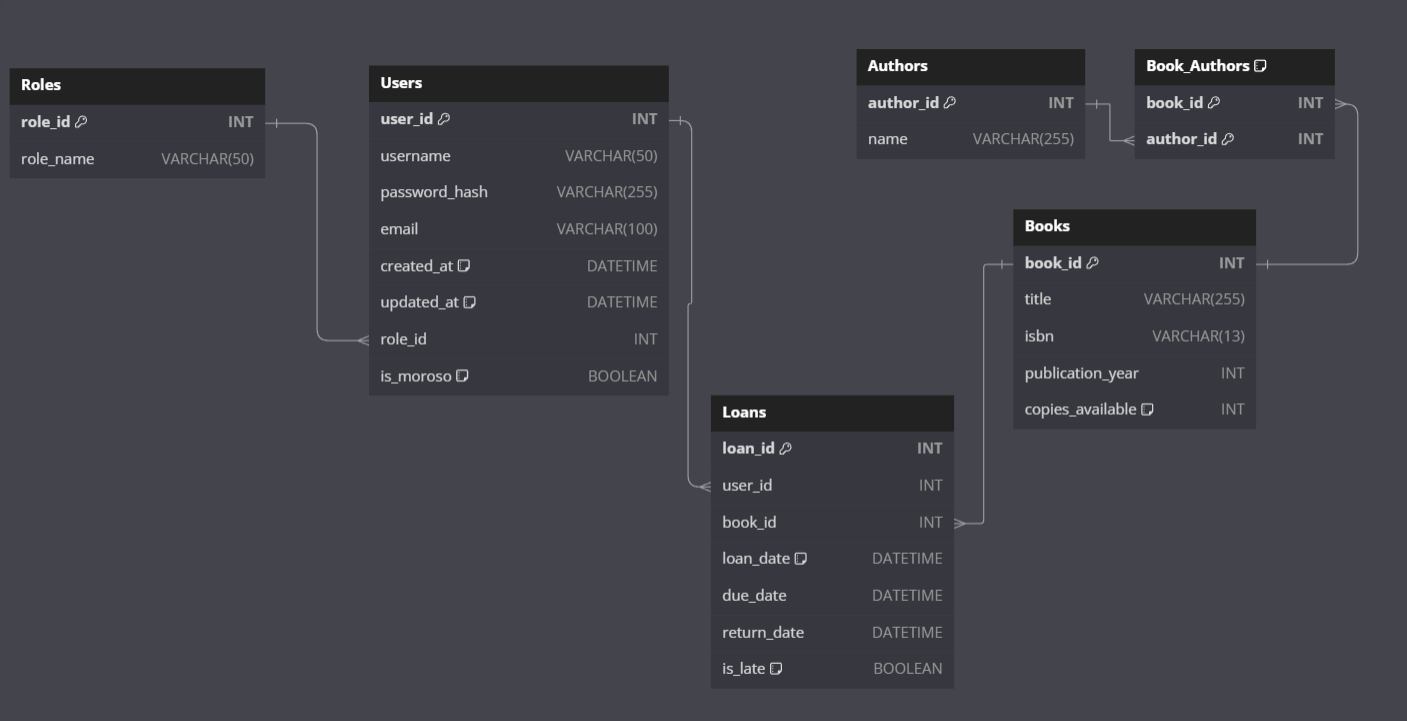 Roles
role_id INT
role_name VARCHAR(50)
Users
user_id INT
username VARCHAR(50)
password_hash VARCHAR(255)
email VARCHAR(100)
created_at DATETIME
updated_at DATETIME
role_id INT
is_moroso BOOLEAN
Authors
author_id INT
name VARCHAR(255)
Book_Authors
book_id INT
author_id INT
Books
book_id INT
title VARCHAR(255)
isbn VARCHAR(13)
publication_year INT
copies_available INT
Loans
loan_id INT
user_id INT
book_id INT
loan_date DATETIME
due_date DATETIME
return_date DATETIME
is_late BOOLEAN